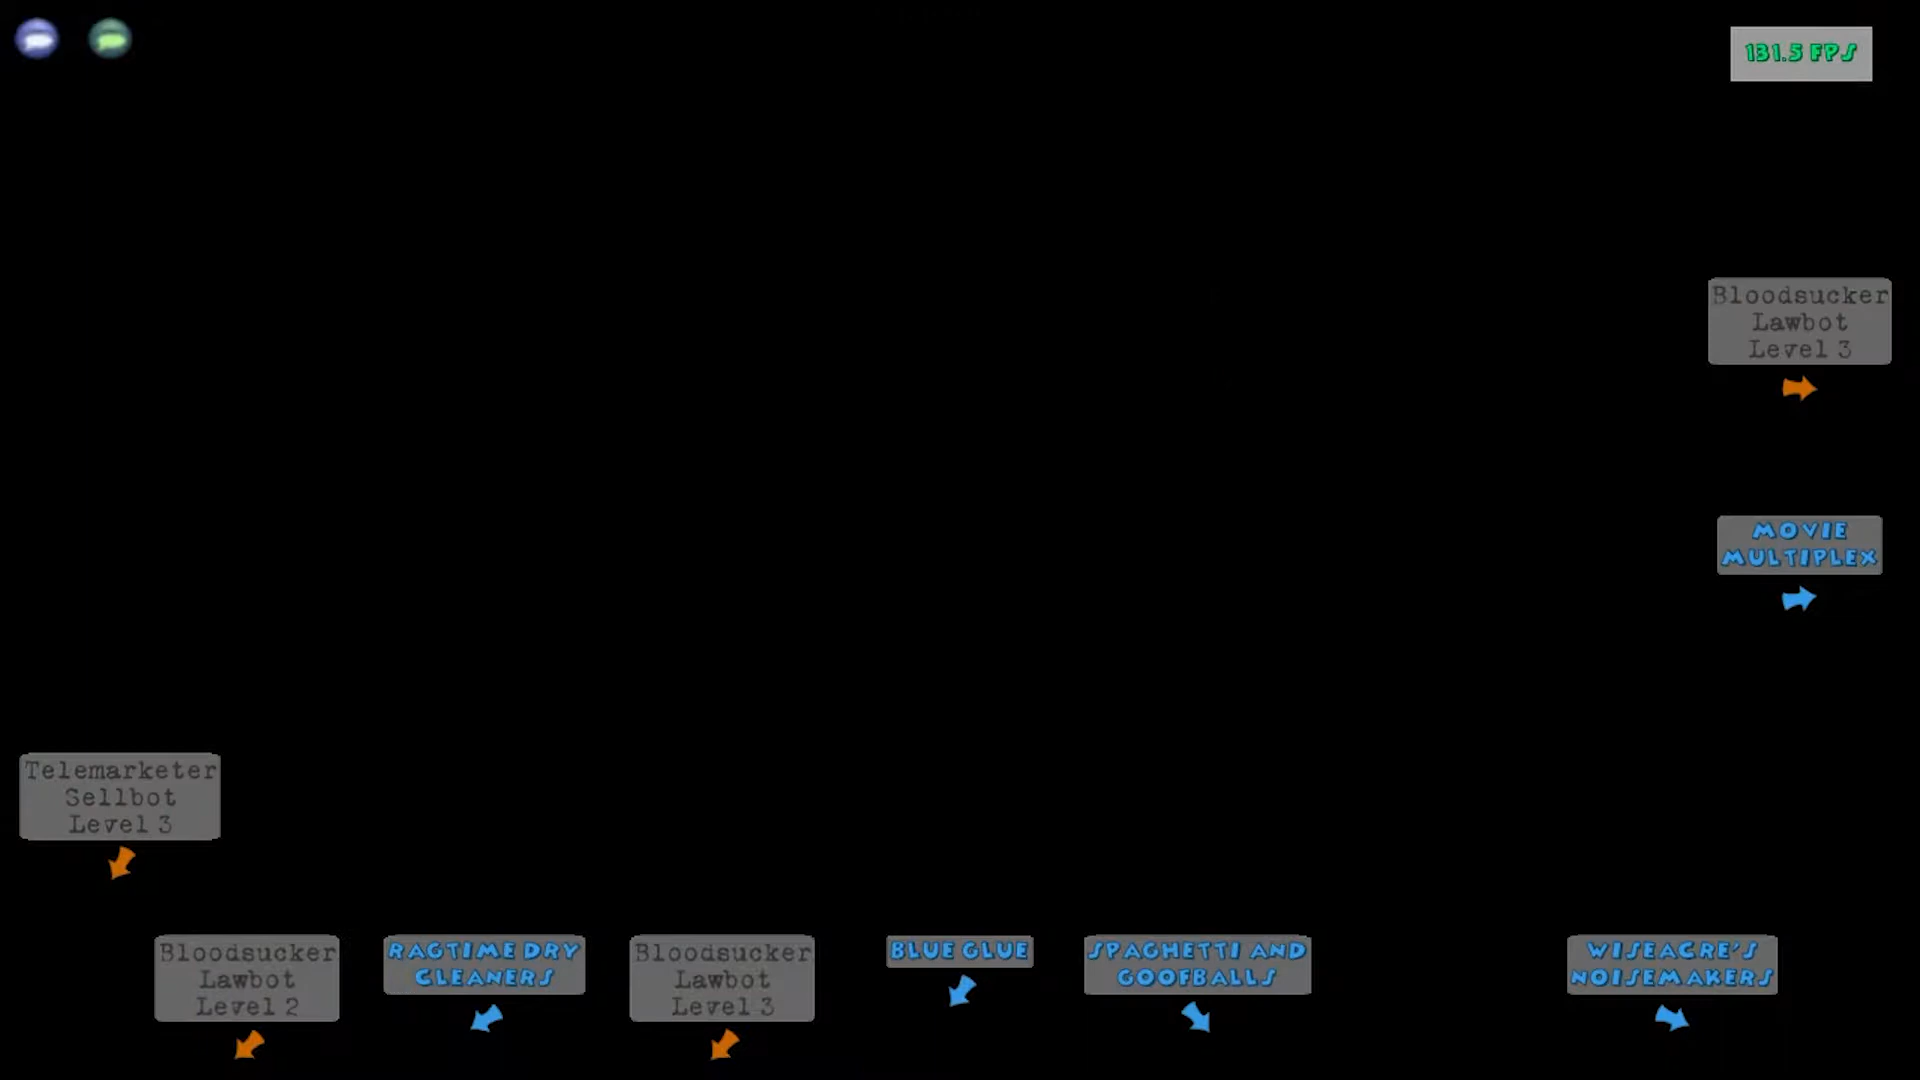 131.5 FPS
Bloodsucker
Lawbot
Level 3
MOVIE
MULTIPLEX
Telemarketer
Sellbot
Level 3
Bloodsucker
Lawbot
Level 2
RAGTIME DRY
CLEANERS
Bloodsucker
Lawbot
Level 3
BLUE GLUE
SPAGHETTI AND
GOOFBALLS
WISEACRE'S
NOISEMAKERS